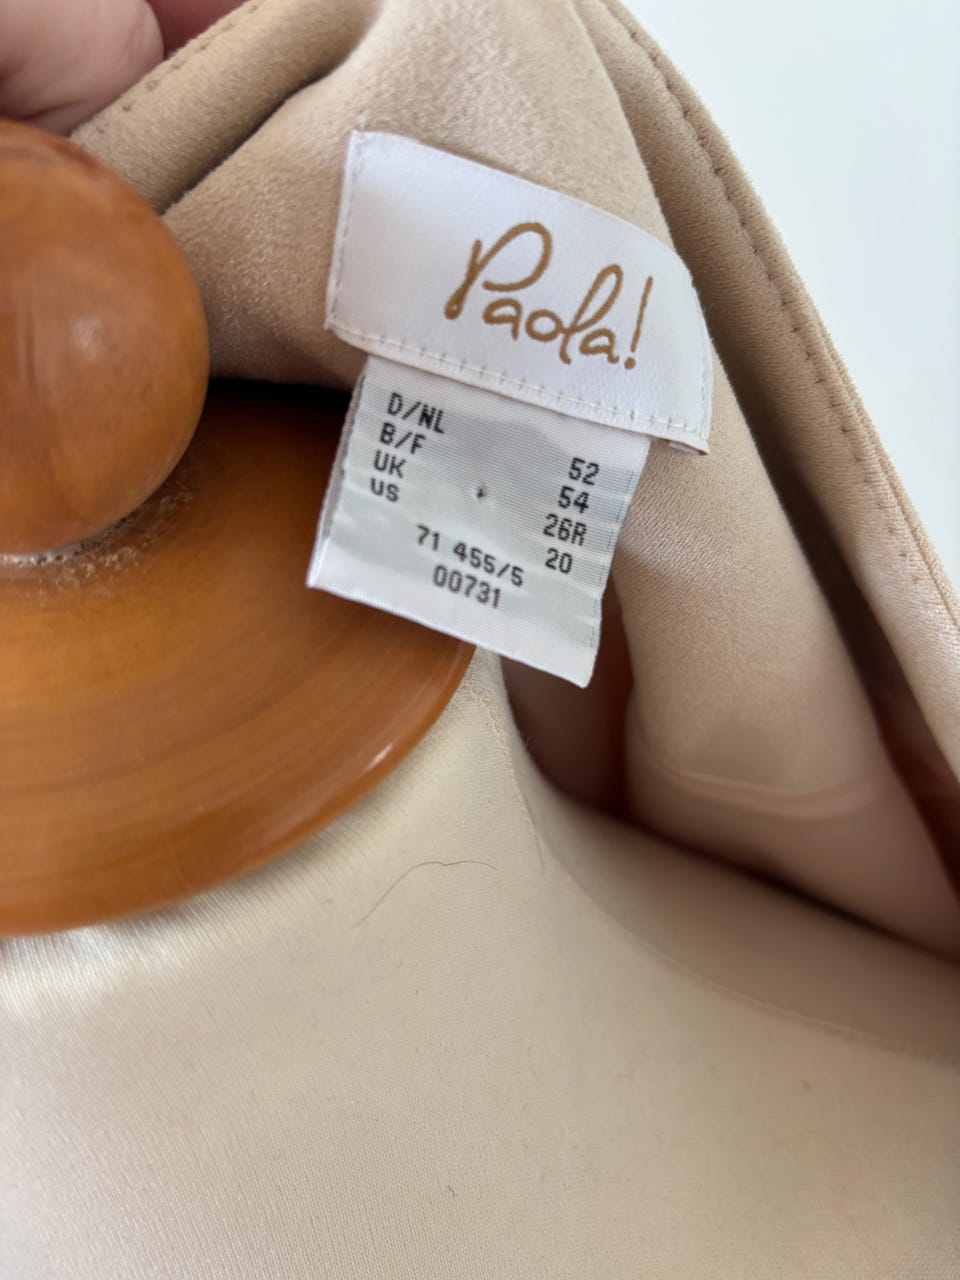 Paola!
D/NL 52
B/F 54
UK 26R
US 20
71 455/5
00731